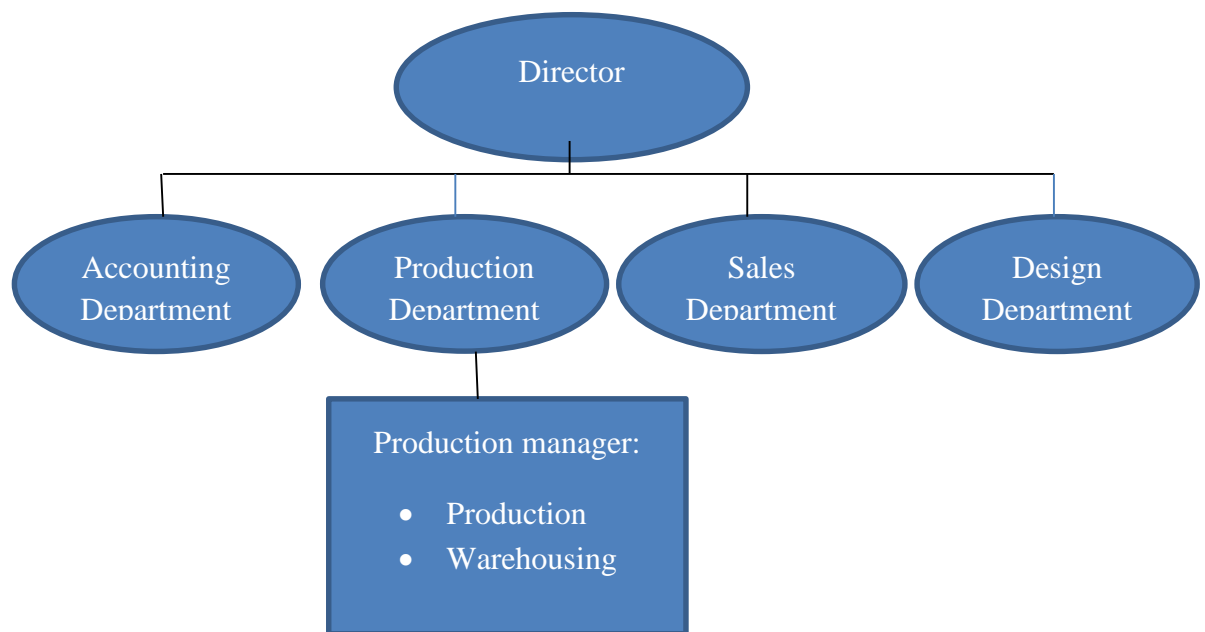 Director
Accounting
Department
Production
Department
Sales
Department
Design
Department
Production manager:
• Production
• Warehousing